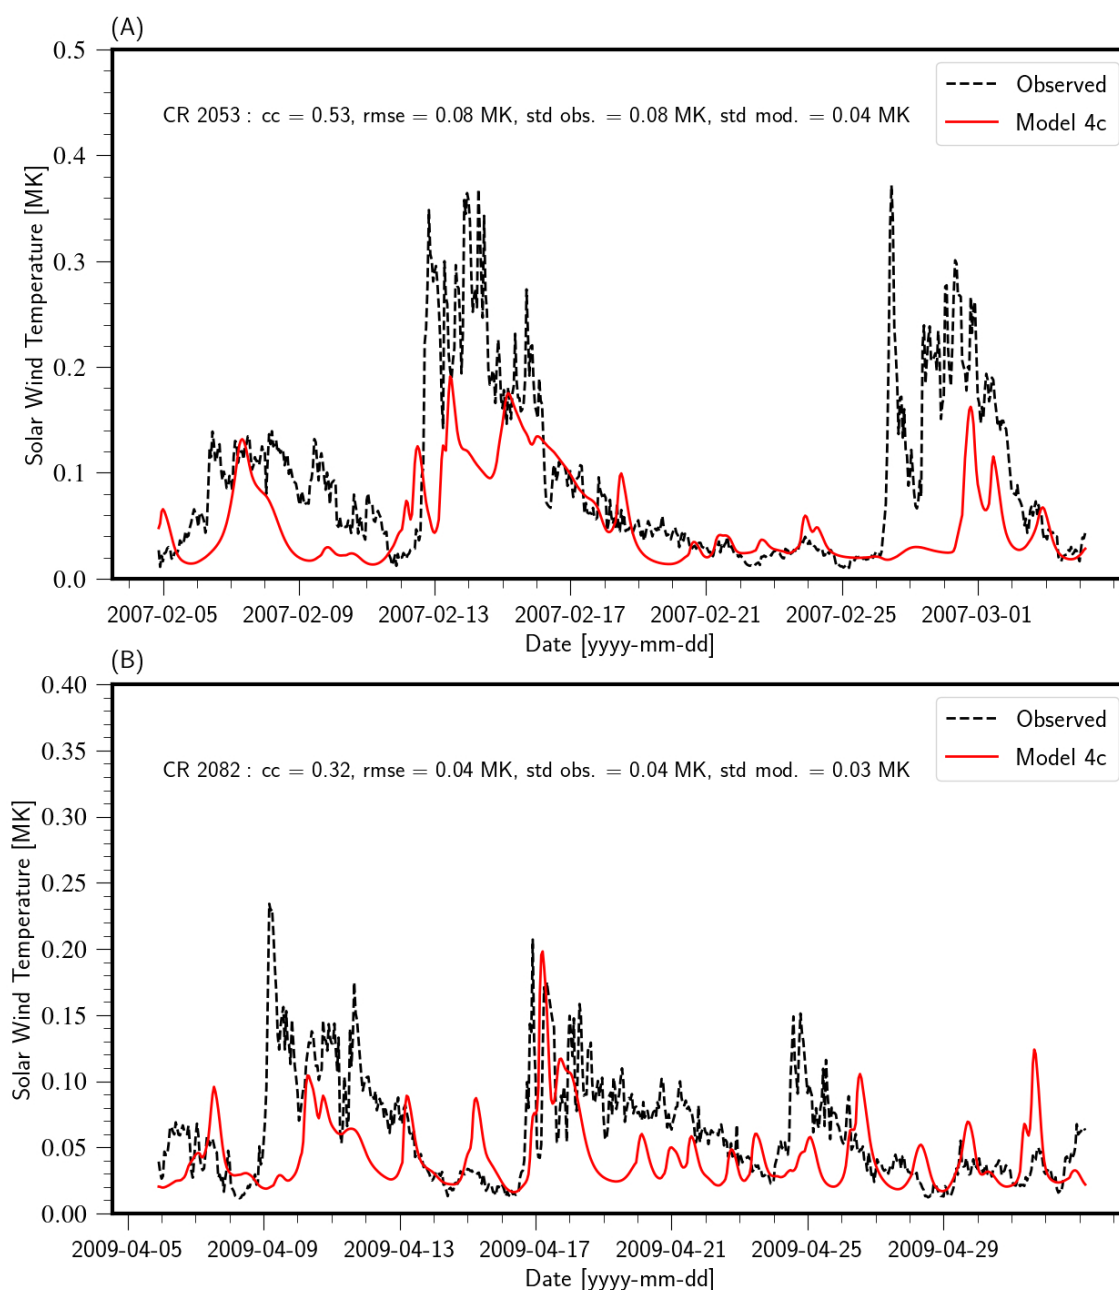 (A)
0.5
0.4
0.3
0.2
0.1
0.0
Solar Wind Temperature [MK]
CR 2053 : cc = 0.53, rmse = 0.08 MK, std obs. = 0.08 MK, std mod. = 0.04 MK
Observed
Model 4c
2007-02-05 2007-02-09 2007-02-13 2007-02-17 2007-02-21 2007-02-25 2007-03-01
Date [yyyy-mm-dd]
(B)
0.40
0.35
0.30
0.25
0.20
0.15
0.10
0.05
0.00
Solar Wind Temperature [MK]
CR 2082 : cc = 0.32, rmse = 0.04 MK, std obs. = 0.04 MK, std mod. = 0.03 MK
Observed
Model 4c
2009-04-05 2009-04-09 2009-04-13 2009-04-17 2009-04-21 2009-04-25 2009-04-29
Date [yyyy-mm-dd]